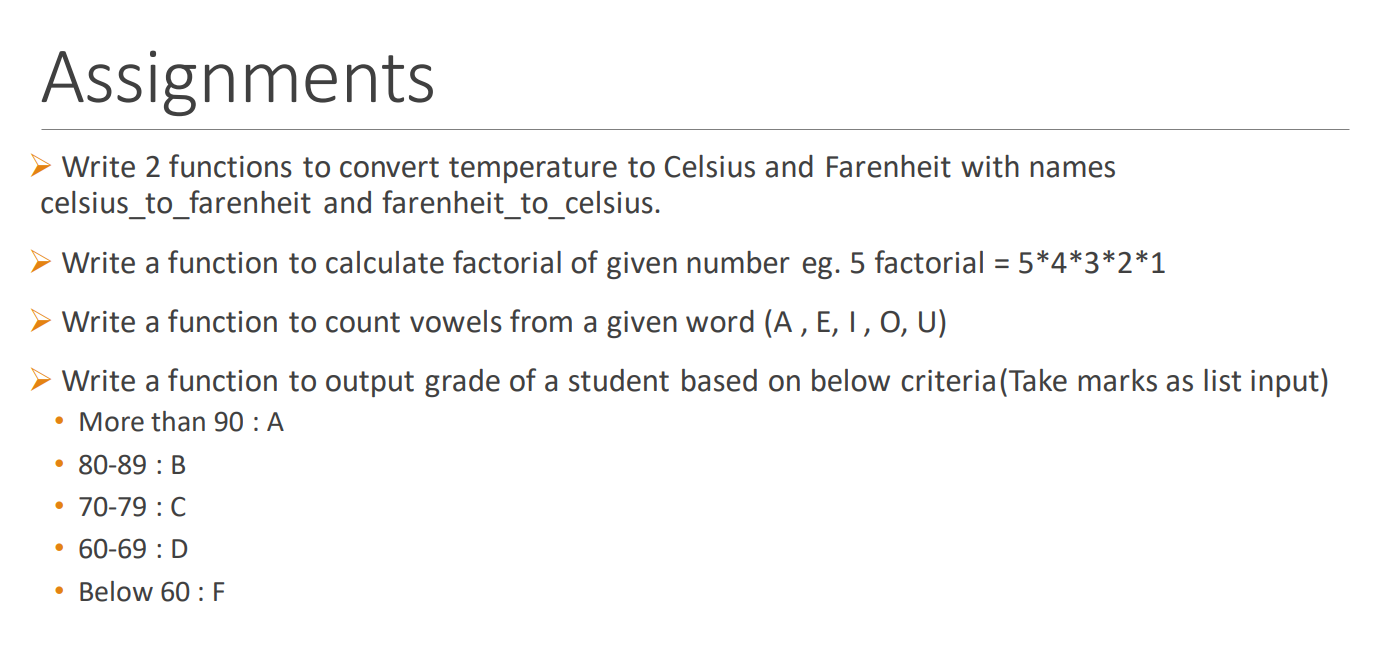 Assignments
Write 2 functions to convert temperature to Celsius and Farenheit with names
celsius_to_farenheit and farenheit_to_celsius.
Write a function to calculate factorial of given number eg. 5 factorial = 5*4*3*2*1
Write a function to count vowels from a given word (A , E, I , O, U)
Write a function to output grade of a student based on below criteria(Take marks as list input)
• More than 90 : A
• 80-89 : B
• 70-79 : C
• 60-69 : D
• Below 60 : F